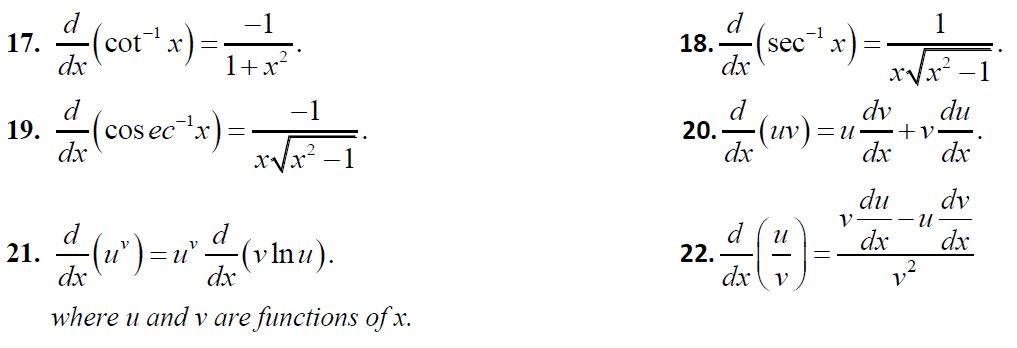 17. d/dx (cot⁻¹ x) = −1/(1+x²). 18. d/dx (sec⁻¹ x) = 1/(x√(x²−1)).
19. d/dx (cosec⁻¹x) = −1/(x√(x²−1)). 20. d/dx (uv) = u dv/dx + v du/dx.
21. d/dx (uᵛ) = uᵛ d/dx (v ln u). 22. d/dx (u/v) = (v du/dx − u dv/dx)/v²
where u and v are functions of x.